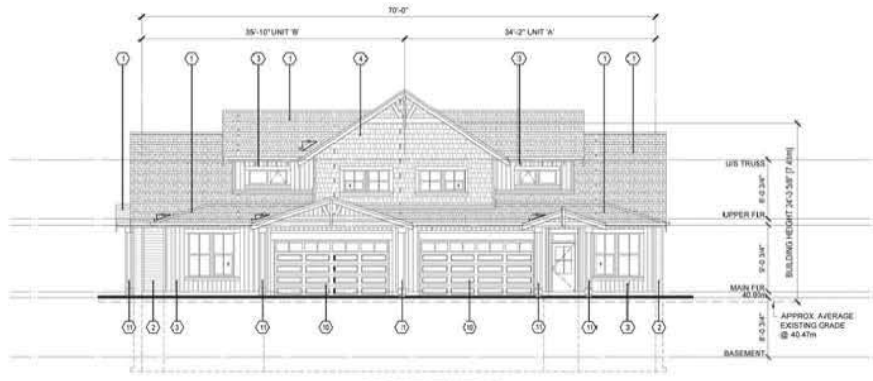 70'-0"
35'-10" UNIT 'B'
34'-2" UNIT 'A'
1
1
3
1
4
3
1
1
U/S TRUSS
8'-0 3/4"
UPPER FLR
9'-0 3/4"
BUILDING HEIGHT 24'-3 5/8" [7.40m]
MAIN FLR
40.80m
11
2
3
11
10
11
10
11
11
3
2
8'-0 3/4"
APPROX. AVERAGE
EXISTING GRADE
@ 40.47m
BASEMENT